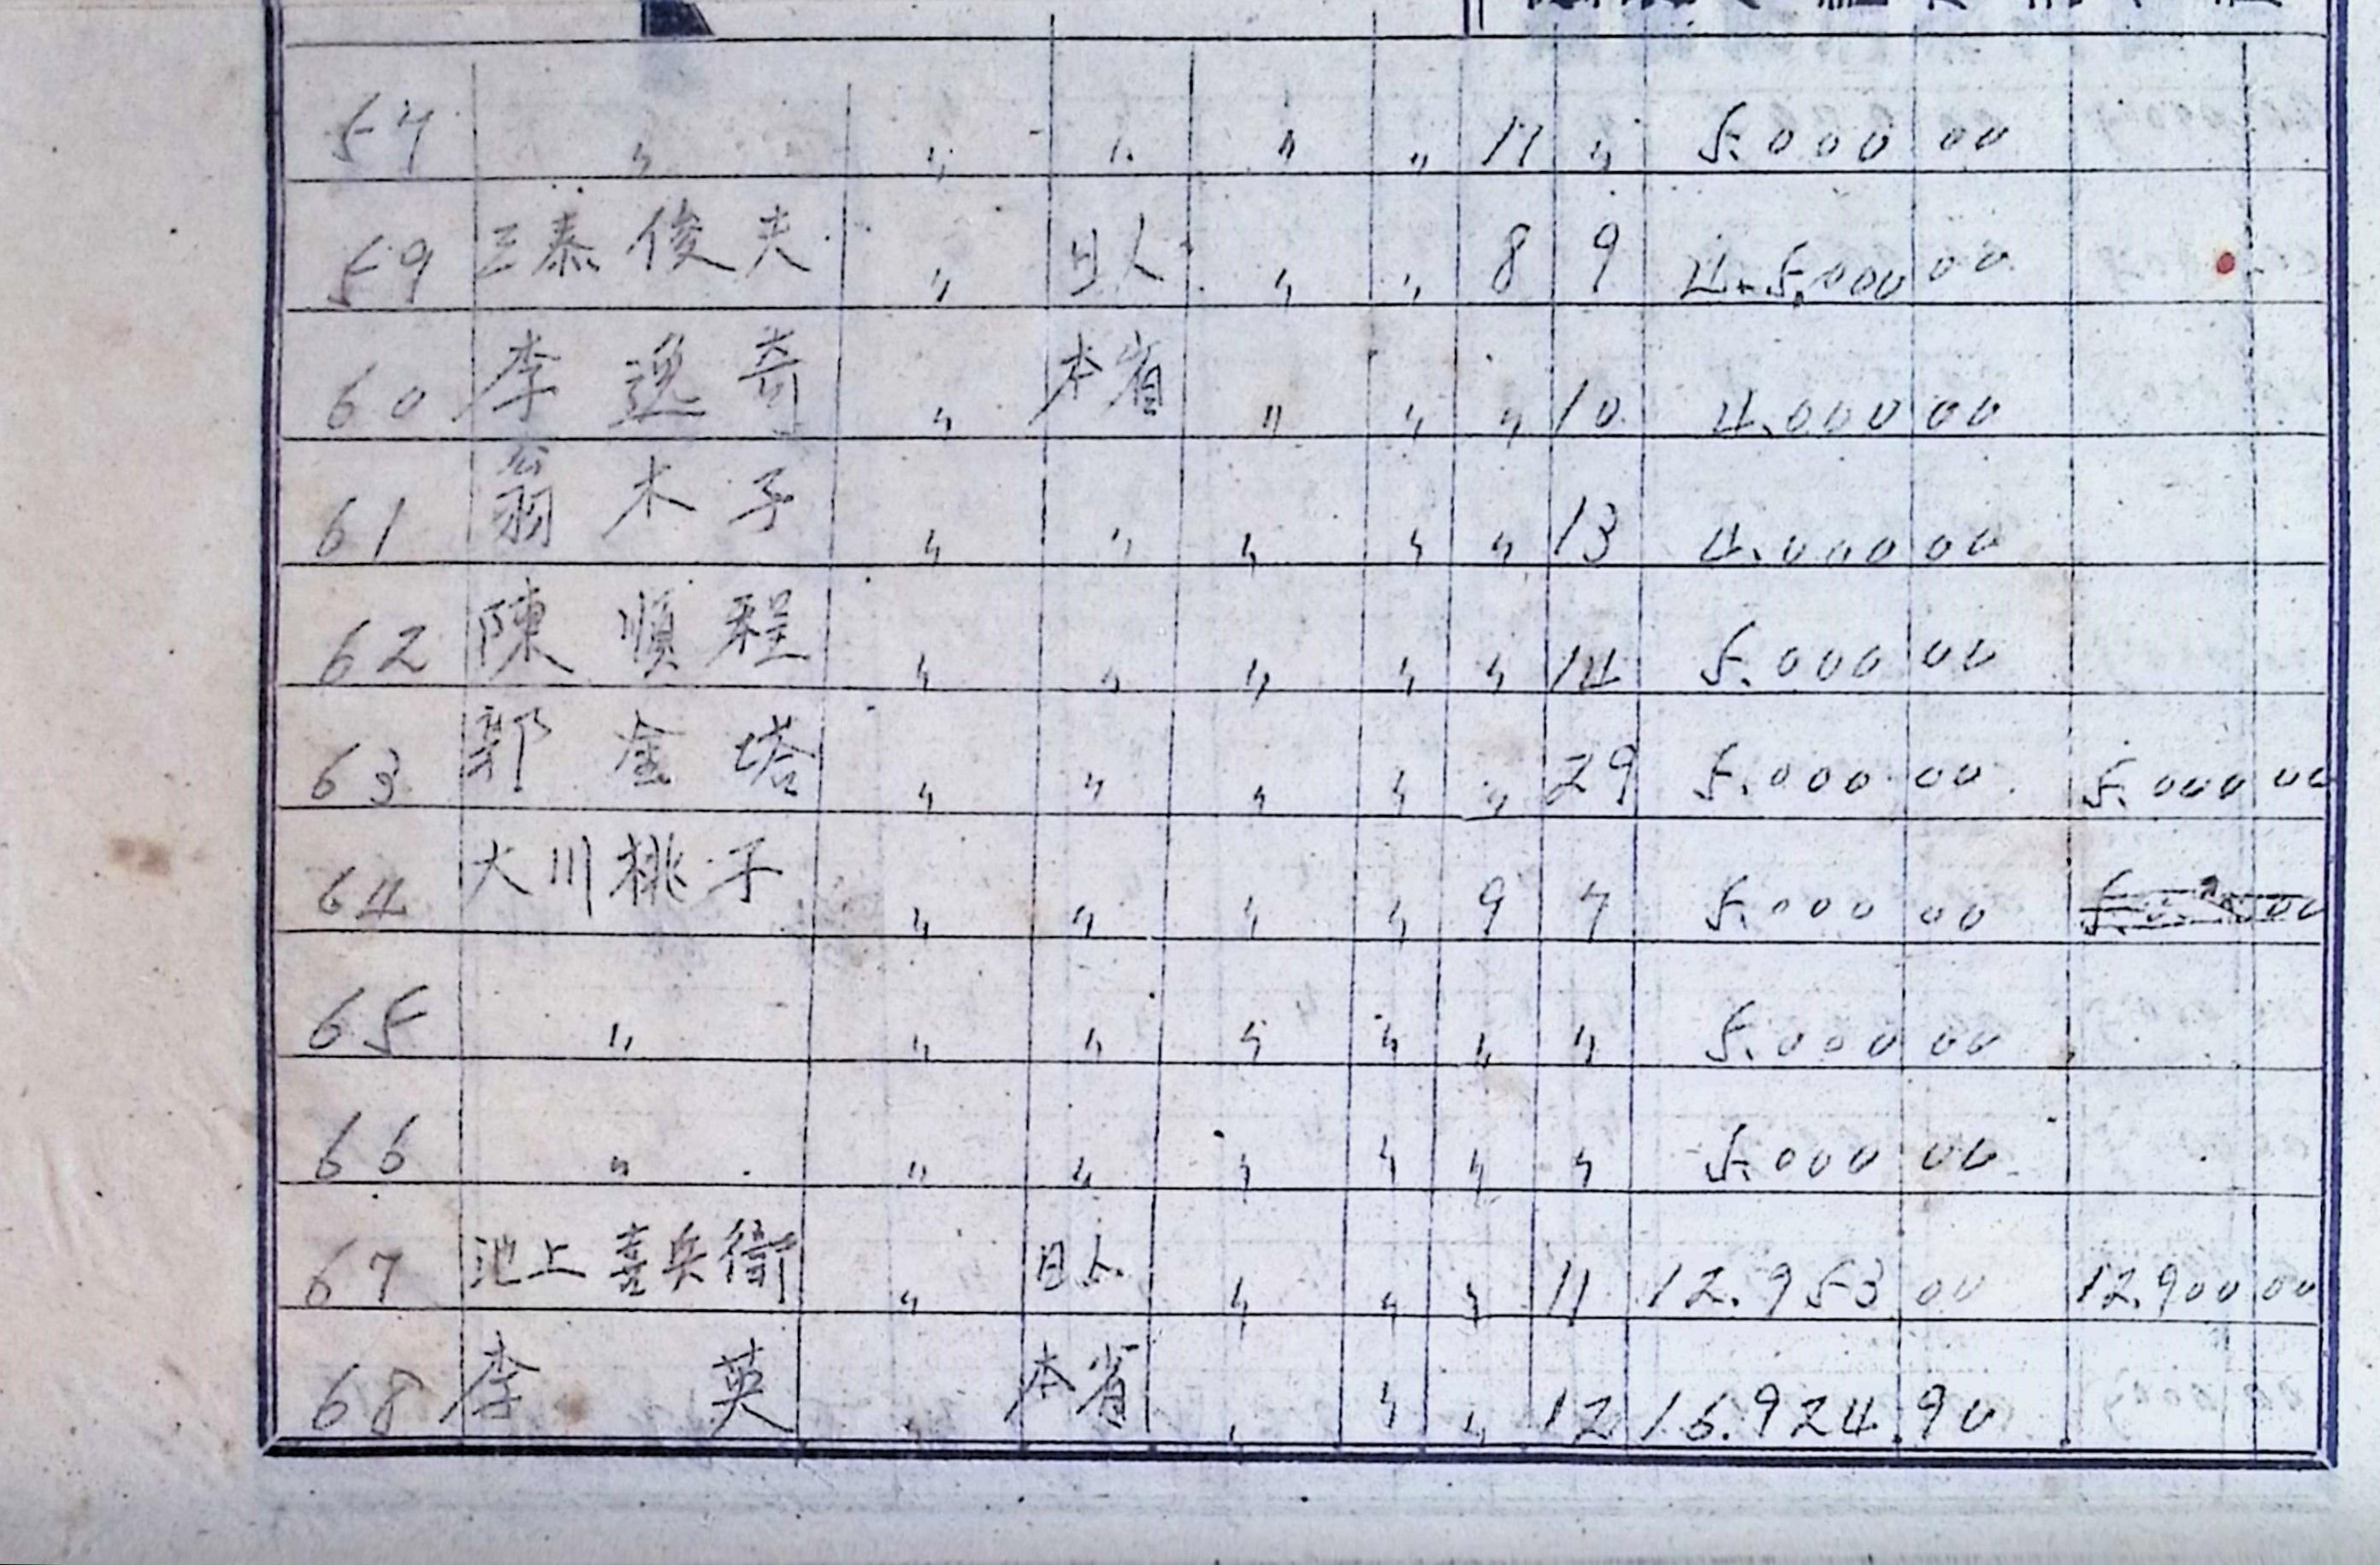 57 〃 〃 〃 〃 〃 11 〃 5.000 00
59 三泰俊夫 〃 日人 〃 〃 8 9 4.5.000 00
60 李逸奇 〃 本省 〃 〃 〃 10 4.000 00
61 翁木子 〃 〃 〃 〃 〃 13 4.000 00
62 陳順程 〃 〃 〃 〃 〃 14 5.000 00
63 郭金塔 〃 〃 〃 〃 〃 29 5.000 00 5.000 00
64 大川桃子 〃 〃 〃 〃 9 7 5.000 00
65 〃 〃 〃 〃 〃 〃 〃 5.000 00
66 〃 〃 〃 〃 〃 〃 〃 5.000 00
67 池上喜兵衛 〃 日人 〃 〃 〃 11 12.953 00 12.900 00
68 李英 〃 本省 〃 〃 〃 12 16.924.90